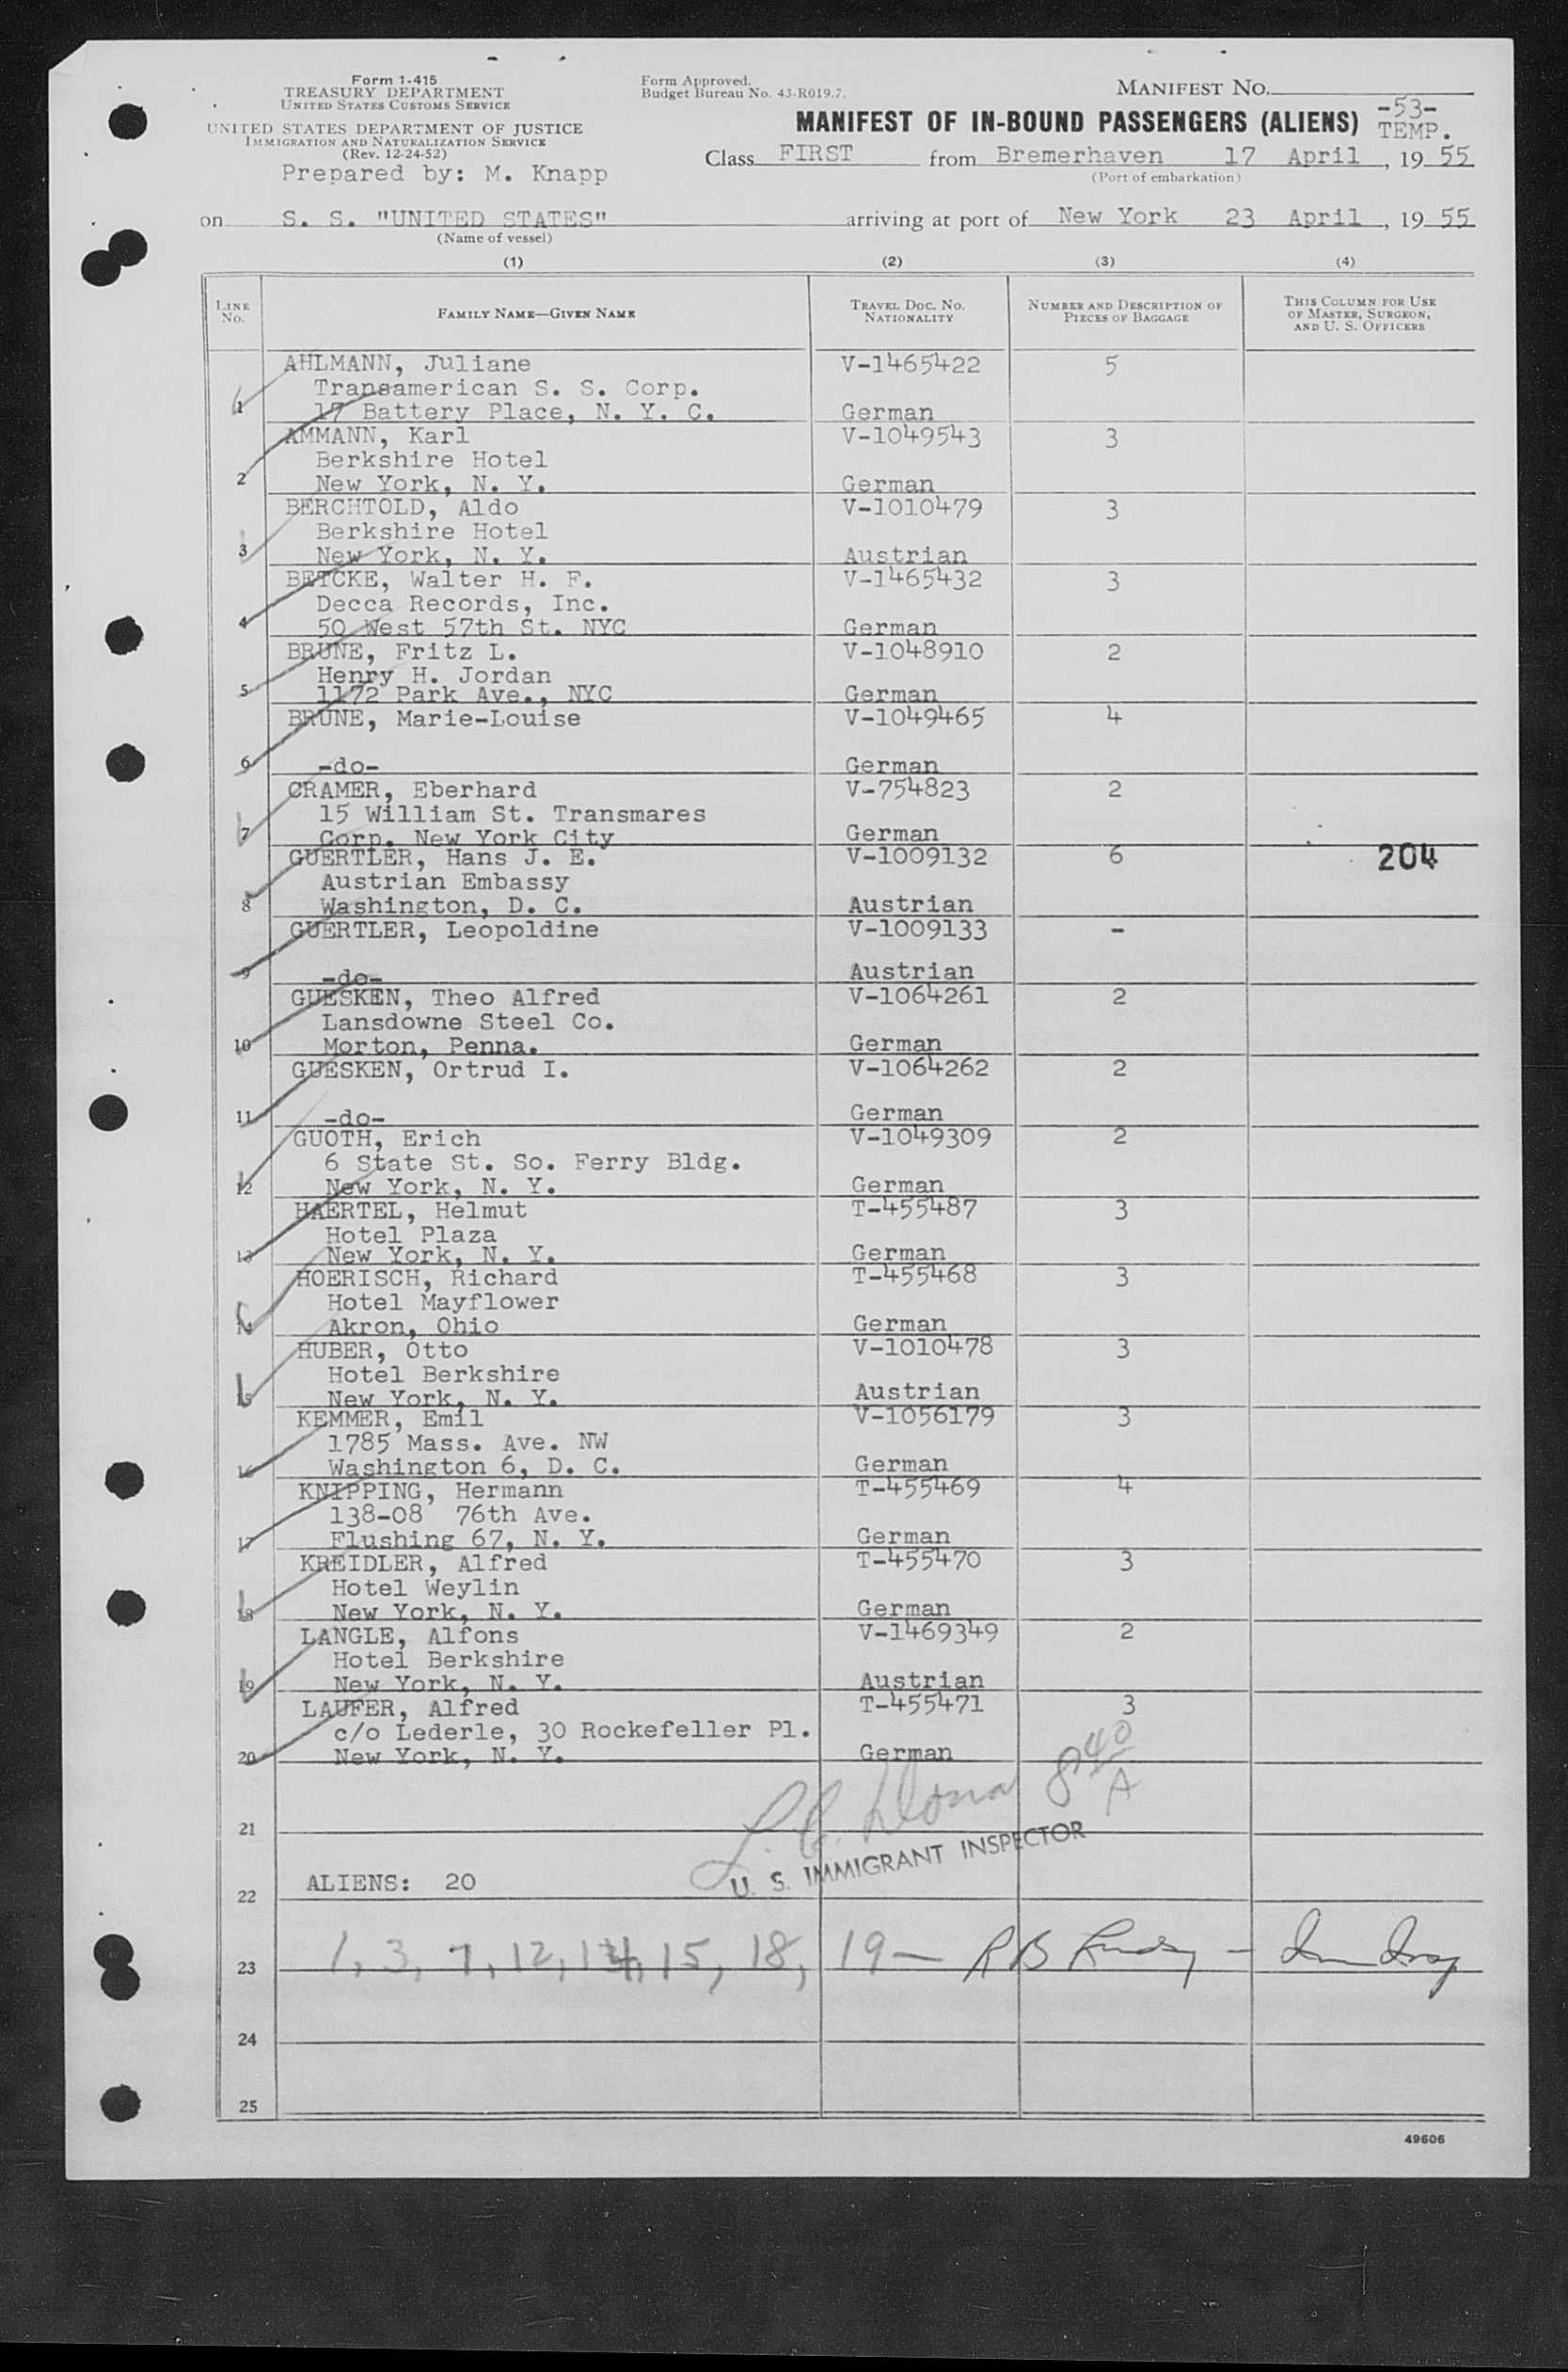 Form 1-415
TREASURY DEPARTMENT
UNITED STATES CUSTOMS SERVICE
UNITED STATES DEPARTMENT OF JUSTICE
IMMIGRATION AND NATURALIZATION SERVICE
(Rev. 12-24-52)
Prepared by: M. Knapp
Form Approved.
Budget Bureau No. 43-R019.7.
MANIFEST NO.
-53-
MANIFEST OF IN-BOUND PASSENGERS (ALIENS) TEMP.
Class FIRST from Bremerhaven 17 April, 19 55
(Port of embarkation)
on S. S. "UNITED STATES" arriving at port of New York 23 April, 19 55
(Name of vessel)
(1) (2) (3) (4)
LINE NO. FAMILY NAME—GIVEN NAME TRAVEL DOC. NO. NATIONALITY NUMBER AND DESCRIPTION OF PIECES OF BAGGAGE THIS COLUMN FOR USE OF MASTER, SURGEON, AND U. S. OFFICERS
AHLMANN, Juliane V-1465422 5
Transamerican S. S. Corp.
1 17 Battery Place, N. Y. C. German
AMMANN, Karl V-1049543 3
Berkshire Hotel
2 New York, N. Y. German
BERCHTOLD, Aldo V-1010479 3
Berkshire Hotel
3 New York, N. Y. Austrian
BETCKE, Walter H. F. V-1465432 3
Decca Records, Inc.
4 50 West 57th St. NYC German
BRUNE, Fritz L. V-1048910 2
Henry H. Jordan
5 1172 Park Ave., NYC German
BRUNE, Marie-Louise V-1049465 4
6 -do- German
CRAMER, Eberhard V-754823 2
15 William St. Transmares
7 Corp. New York City German
GUERTLER, Hans J. E. V-1009132 6 204
Austrian Embassy
8 Washington, D. C. Austrian
GUERTLER, Leopoldine V-1009133 -
9 -do- Austrian
GUESKEN, Theo Alfred V-1064261 2
Lansdowne Steel Co.
10 Morton, Penna. German
GUESKEN, Ortrud I. V-1064262 2
11 -do- German
GUOTH, Erich V-1049309 2
6 State St. So. Ferry Bldg.
12 New York, N. Y. German
HAERTEL, Helmut T-455487 3
Hotel Plaza
13 New York, N. Y. German
HOERISCH, Richard T-455468 3
Hotel Mayflower
14 Akron, Ohio German
HUBER, Otto V-1010478 3
Hotel Berkshire
15 New York, N. Y. Austrian
KEMMER, Emil V-1056179 3
1785 Mass. Ave. NW
16 Washington 6, D. C. German
KNIPPING, Hermann T-455469 4
138-08 76th Ave.
17 Flushing 67, N. Y. German
KREIDLER, Alfred T-455470 3
Hotel Weylin
18 New York, N. Y. German
LANGLE, Alfons V-1469349 2
Hotel Berkshire
19 New York, N. Y. Austrian
LAUFER, Alfred T-455471 3
c/o Lederle, 30 Rockefeller Pl.
20 New York, N. Y. German
840 A
21
U. S. IMMIGRANT INSPECTOR
22 ALIENS: 20
23 1, 3, 7, 12, 14, 15, 18, 19 - R B
24
25
49606